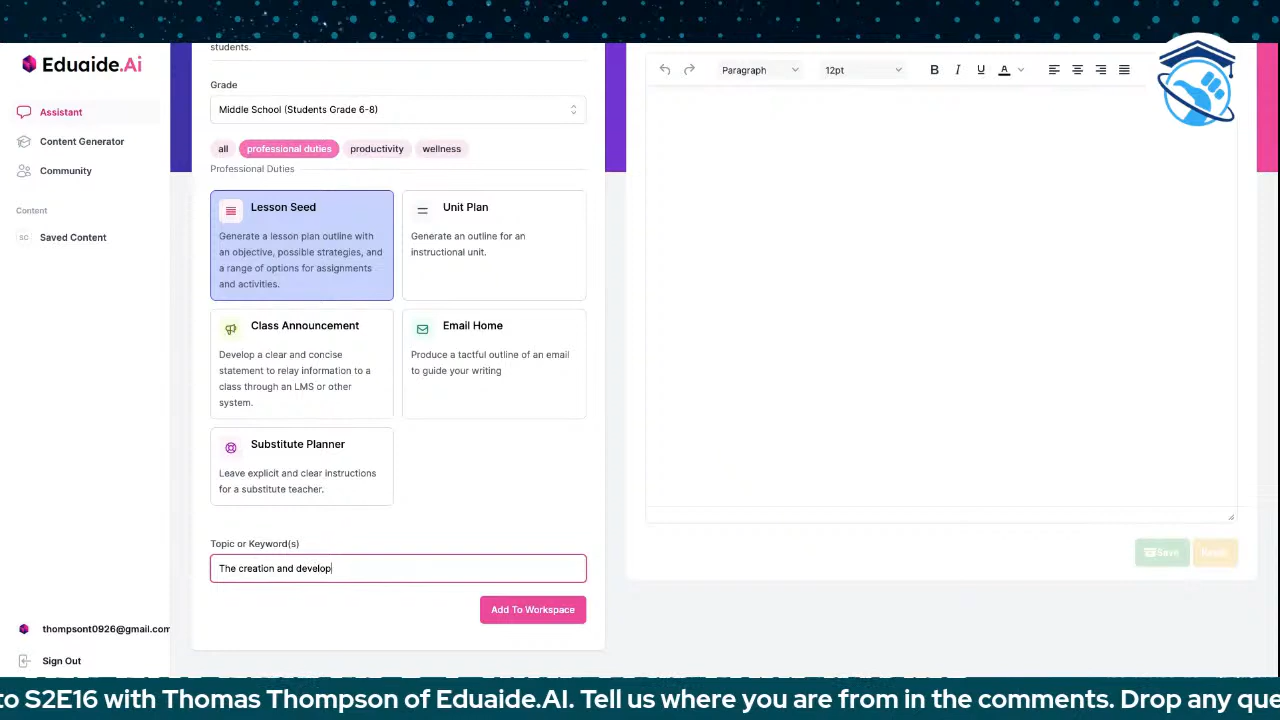 students.
Eduaide.Ai
Assistant
Content Generator
Community
Content
SC Saved Content
thompsont0926@gmail.com
Sign Out
Grade
Middle School (Students Grade 6-8)
all professional duties productivity wellness
Professional Duties
Lesson Seed
Generate a lesson plan outline with
an objective, possible strategies, and
a range of options for assignments
and activities.
Unit Plan
Generate an outline for an
instructional unit.
Class Announcement
Develop a clear and concise
statement to relay information to a
class through an LMS or other
system.
Email Home
Produce a tactful outline of an email
to guide your writing
Substitute Planner
Leave explicit and clear instructions
for a substitute teacher.
Topic or Keyword(s)
The creation and develop
Add To Workspace
Paragraph 12pt B I U A
Save
to S2E16 with Thomas Thompson of Eduaide.AI. Tell us where you are from in the comments. Drop any que